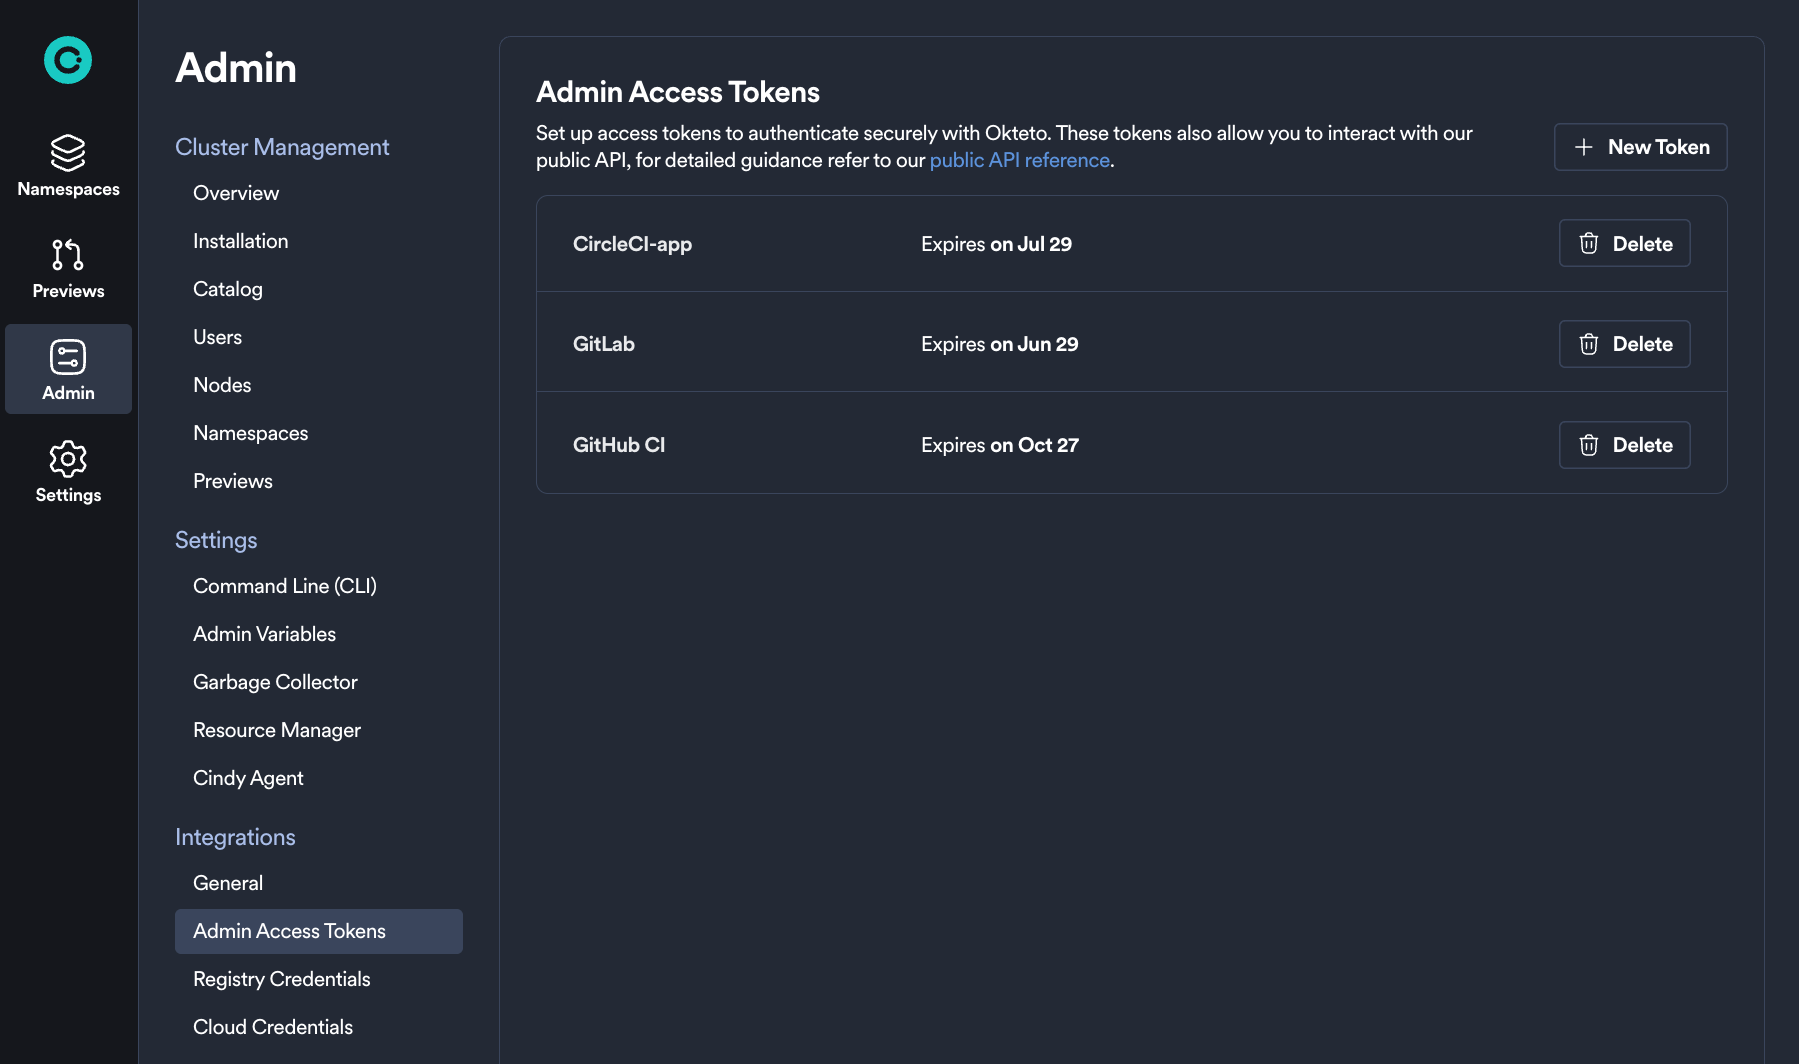 Namespaces
Previews
Admin
Settings
Admin
Cluster Management
Overview
Installation
Catalog
Users
Nodes
Namespaces
Previews
Settings
Command Line (CLI)
Admin Variables
Garbage Collector
Resource Manager
Cindy Agent
Integrations
General
Admin Access Tokens
Registry Credentials
Cloud Credentials
Admin Access Tokens
Set up access tokens to authenticate securely with Okteto. These tokens also allow you to interact with our
public API, for detailed guidance refer to our public API reference.
New Token
CircleCI-app Expires on Jul 29 Delete
GitLab Expires on Jun 29 Delete
GitHub CI Expires on Oct 27 Delete